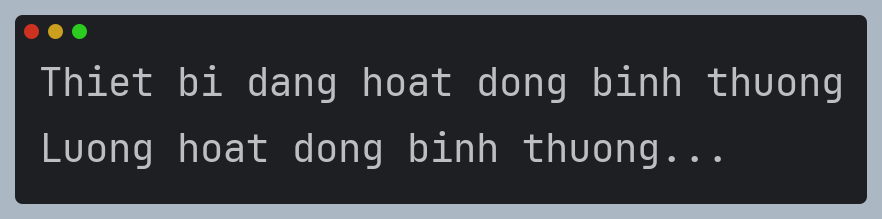 Thiet bi dang hoat dong binh thuong
Luong hoat dong binh thuong...